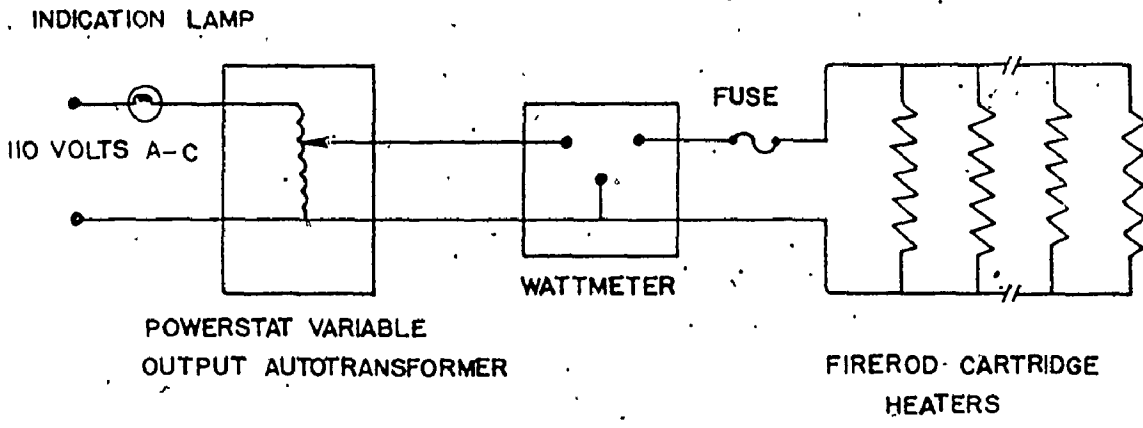 INDICATION LAMP
110 VOLTS A-C
FUSE
WATTMETER
POWERSTAT VARIABLE
OUTPUT AUTOTRANSFORMER
FIREROD CARTRIDGE
HEATERS